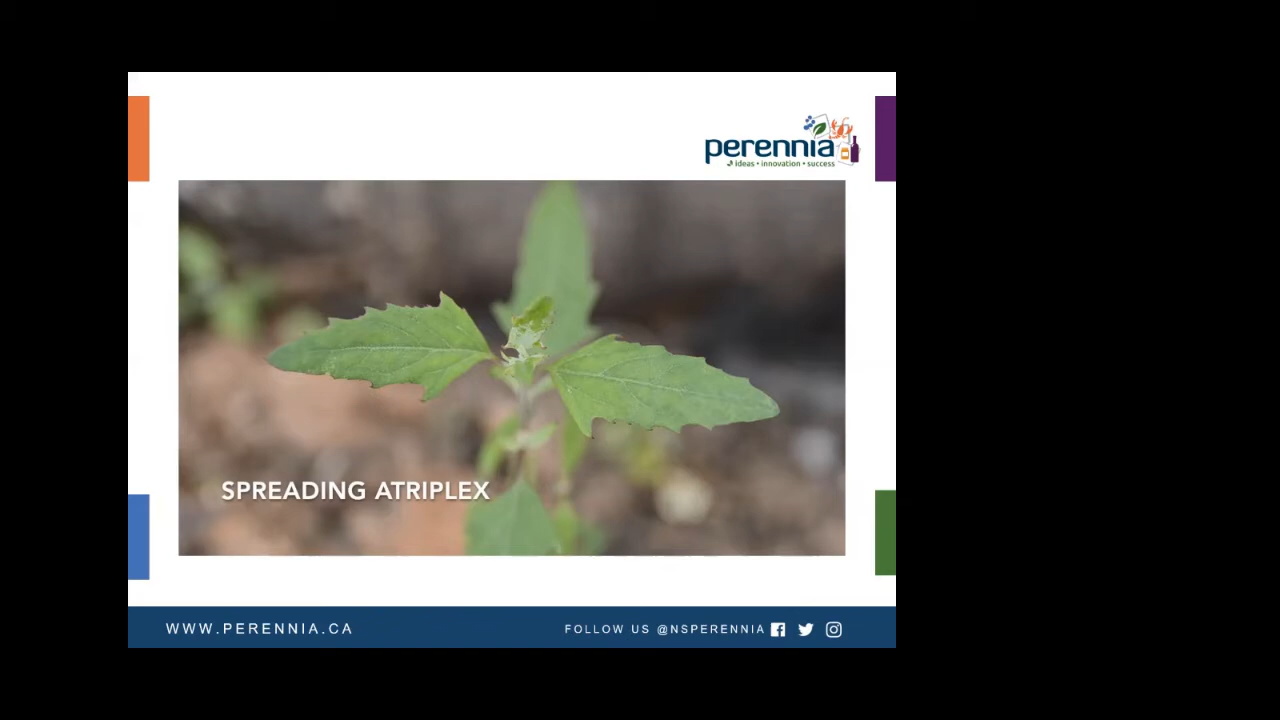 perennia
ideas • innovation • success
SPREADING ATRIPLEX
WWW.PERENNIA.CA
FOLLOW US @NSPERENNIA